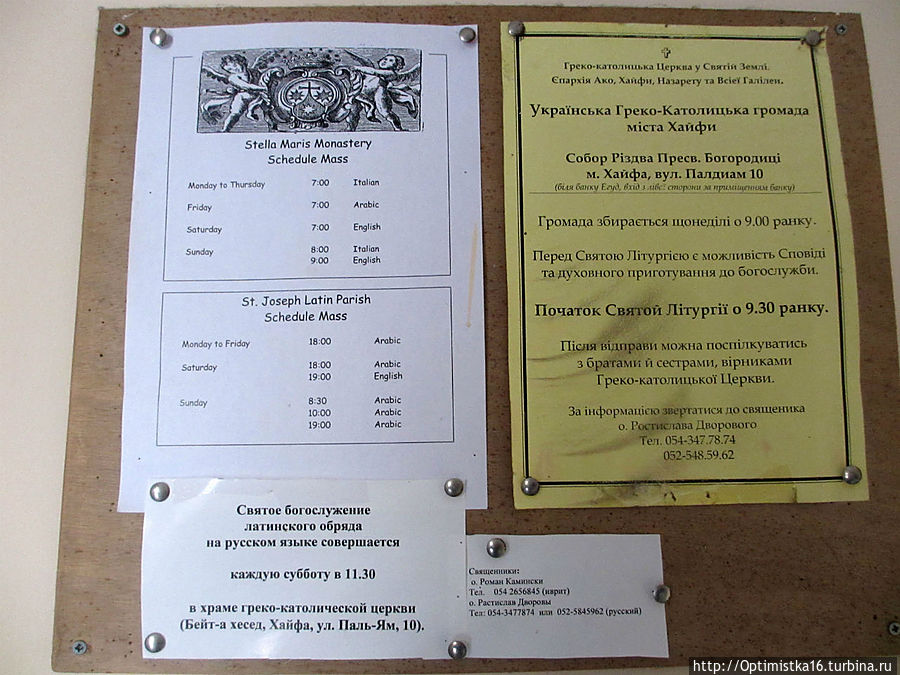 Stella Maris Monastery
Schedule Mass
Monday to Thursday 7:00 Italian
Friday 7:00 Arabic
Saturday 7:00 English
Sunday 8:00 Italian
9:00 English
St. Joseph Latin Parish
Schedule Mass
Monday to Friday 18:00 Arabic
Saturday 18:00 Arabic
19:00 English
Sunday 8:30 Arabic
10:00 Arabic
19:00 Arabic
Греко-католицька Церква у Святій Землі.
Єпархія Ако, Хайфи, Назарету та Всієї Галілеи.
Українська Греко-Католицька громада
міста Хайфи
Собор Різдва Пресв. Богородиці
м. Хайфа, вул. Палдиам 10
(біля банку Егуд, вхід з лівої сторони за приміщенням банку)
Громада збирається щонеділі о 9.00 ранку.
Перед Святою Літургією є можливість Сповіді
та духовного приготування до богослужби.
Початок Святой Літургії о 9.30 ранку.
Після відправи можна поспілкуватись
з братами й сестрами, вірниками
Греко-католицької Церкви.
За інформацією звертатися до священика
о. Ростислава Дворового
Тел. 054-347.78.74
052-548.59.62
Святое богослужение
латинского обряда
на русском языке совершается
каждую субботу в 11.30
в храме греко-католической церкви
(Бейт-а хесед, Хайфа, ул. Паль-Ям, 10).
Священники:
о. Роман Камински
Тел. 054 2656845 (иврит)
о. Растислав Дворовы
Тел: 054-3477874 или 052-5845962 (русский)
http://Optimistka16.turbina.ru